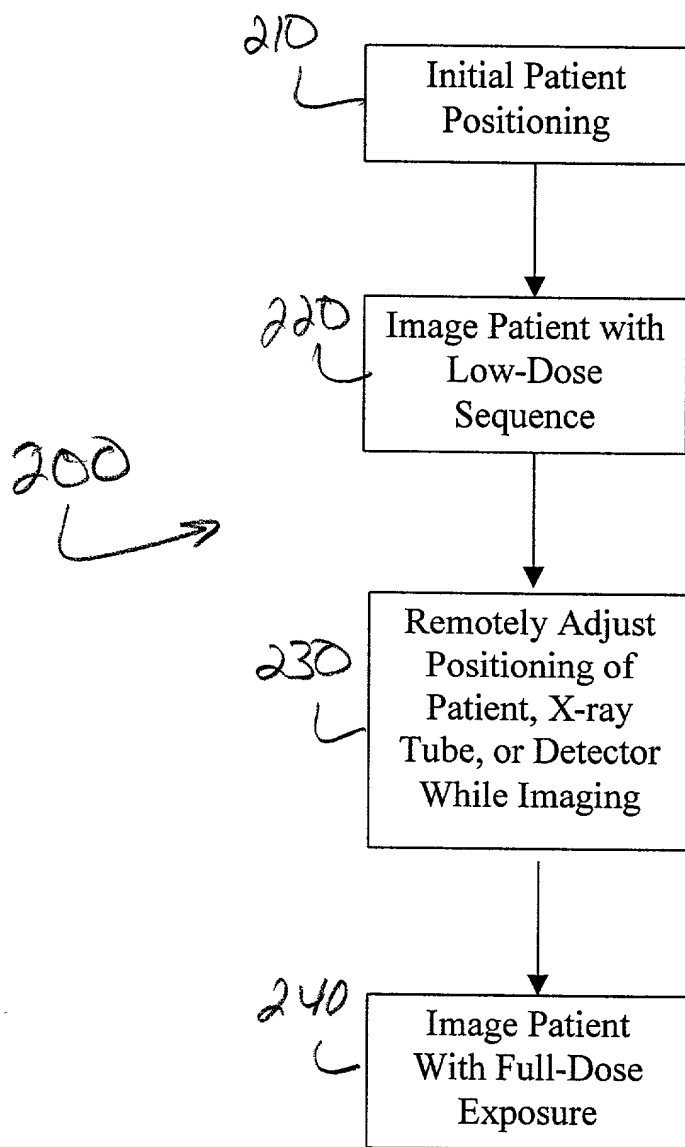 210
Initial Patient
Positioning
220
Image Patient with
Low-Dose
Sequence
200
230
Remotely Adjust
Positioning of
Patient, X-ray
Tube, or Detector
While Imaging
240
Image Patient
With Full-Dose
Exposure